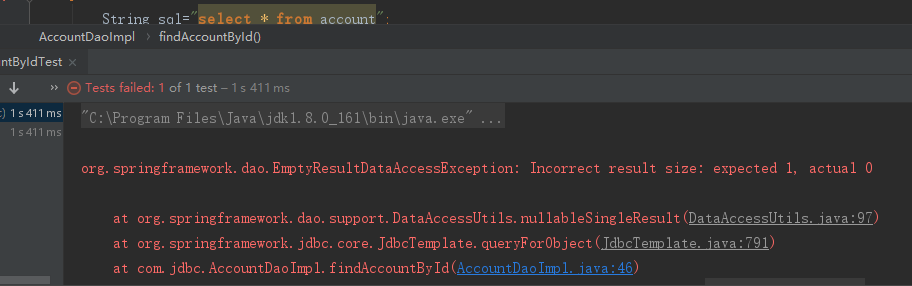 String sql="select * from account";
AccountDaoImpl › findAccountById()
ntByIdTest ×
» Tests failed: 1 of 1 test – 1 s 411 ms
1 s 411 ms
1 s 411 ms
"C:\Program Files\Java\jdk1.8.0_161\bin\java.exe" ...
org.springframework.dao.EmptyResultDataAccessException: Incorrect result size: expected 1, actual 0
at org.springframework.dao.support.DataAccessUtils.nullableSingleResult(DataAccessUtils.java:97)
at org.springframework.jdbc.core.JdbcTemplate.queryForObject(JdbcTemplate.java:791)
at com.jdbc.AccountDaoImpl.findAccountById(AccountDaoImpl.java:46)